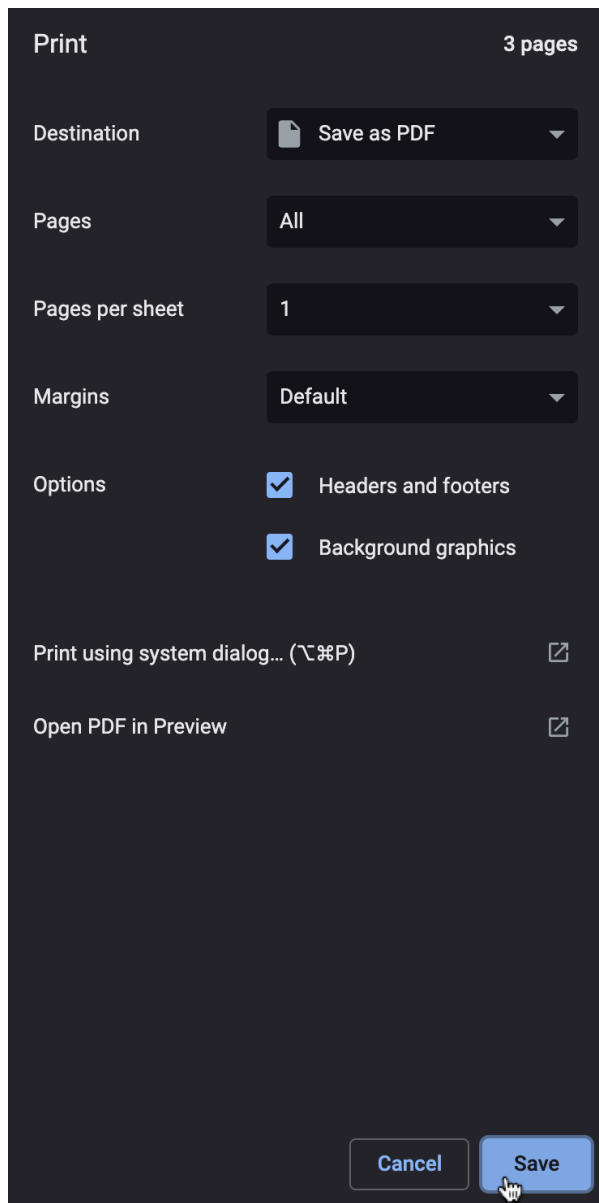 Print 3 pages
Destination Save as PDF
Pages All
Pages per sheet 1
Margins Default
Options Headers and footers
Background graphics
Print using system dialog... (⌥⌘P)
Open PDF in Preview
Cancel Save